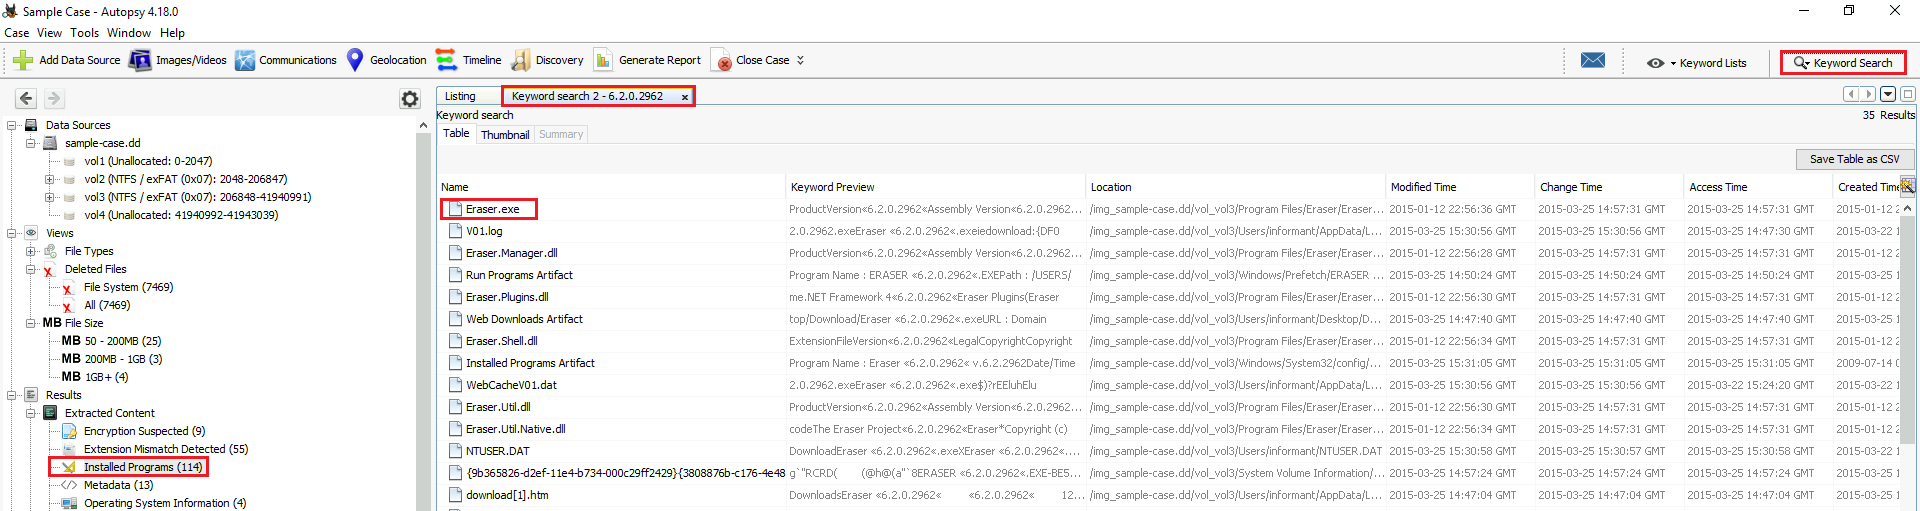 Sample Case - Autopsy 4.18.0
Case View Tools Window Help
Add Data Source Images/Videos Communications Geolocation Timeline Discovery Generate Report Close Case Keyword Lists Keyword Search
Data Sources
sample-case.dd
vol1 (Unallocated: 0-2047)
vol2 (NTFS / exFAT (0x07): 2048-206847)
vol3 (NTFS / exFAT (0x07): 206848-41940991)
vol4 (Unallocated: 41940992-41943039)
Views
File Types
Deleted Files
File System (7469)
All (7469)
MB File Size
MB 50 - 200MB (25)
MB 200MB - 1GB (3)
MB 1GB+ (4)
Results
Extracted Content
Encryption Suspected (9)
Extension Mismatch Detected (55)
Installed Programs (114)
Metadata (13)
Operating System Information (4)
Listing Keyword search 2 - 6.2.0.2962 x
Keyword search 35 Results
Table Thumbnail Summary
Save Table as CSV
Name Keyword Preview Location Modified Time Change Time Access Time Created Time
Eraser.exe ProductVersion«6.2.0.2962«Assembly Version«6.2.0.2962... /img_sample-case.dd/vol_vol3/Program Files/Eraser/Eraser... 2015-01-12 22:56:36 GMT 2015-03-25 14:57:31 GMT 2015-03-25 14:57:31 GMT 2015-01-12 2
V01.log 2.0.2962.exeEraser «6.2.0.2962«.exeiedownload:{DF0 /img_sample-case.dd/vol_vol3/Users/informant/AppData/L... 2015-03-25 15:30:56 GMT 2015-03-25 15:30:56 GMT 2015-03-25 14:47:30 GMT 2015-03-22 1
Eraser.Manager.dll ProductVersion«6.2.0.2962«Assembly Version«6.2.0.2962... /img_sample-case.dd/vol_vol3/Program Files/Eraser/Eraser... 2015-01-12 22:56:28 GMT 2015-03-25 14:57:31 GMT 2015-03-25 14:57:31 GMT 2015-01-12 2
Run Programs Artifact Program Name : ERASER «6.2.0.2962«.EXEPath : /USERS/ /img_sample-case.dd/vol_vol3/Windows/Prefetch/ERASER ... 2015-03-25 14:50:24 GMT 2015-03-25 14:50:24 GMT 2015-03-25 14:50:24 GMT 2015-03-25 1
Eraser.Plugins.dll me.NET Framework 4«6.2.0.2962«Eraser Plugins(Eraser /img_sample-case.dd/vol_vol3/Program Files/Eraser/Eraser... 2015-01-12 22:56:30 GMT 2015-03-25 14:57:31 GMT 2015-03-25 14:57:31 GMT 2015-01-12 2
Web Downloads Artifact top/Download/Eraser «6.2.0.2962«.exeURL : Domain /img_sample-case.dd/vol_vol3/Users/informant/Desktop/D... 2015-03-25 14:47:40 GMT 2015-03-25 14:47:40 GMT 2015-03-25 14:47:40 GMT 2015-03-25 1
Eraser.Shell.dll ExtensionFileVersion«6.2.0.2962«LegalCopyrightCopyright /img_sample-case.dd/vol_vol3/Program Files/Eraser/Eraser... 2015-01-12 22:56:34 GMT 2015-03-25 14:57:31 GMT 2015-03-25 14:57:31 GMT 2015-01-12 2
Installed Programs Artifact Program Name : Eraser «6.2.0.2962« v.6.2.2962Date/Time /img_sample-case.dd/vol_vol3/Windows/System32/config/... 2015-03-25 15:31:05 GMT 2015-03-25 15:31:05 GMT 2015-03-25 15:31:05 GMT 2009-07-14 0
WebCacheV01.dat 2.0.2962.exeEraser «6.2.0.2962«.exe$)?rEEluhElu /img_sample-case.dd/vol_vol3/Users/informant/AppData/L... 2015-03-25 15:30:56 GMT 2015-03-25 15:30:56 GMT 2015-03-22 15:24:20 GMT 2015-03-22 1
Eraser.Util.dll ProductVersion«6.2.0.2962«Assembly Version«6.2.0.2962... /img_sample-case.dd/vol_vol3/Program Files/Eraser/Eraser... 2015-01-12 22:56:30 GMT 2015-03-25 14:57:31 GMT 2015-03-25 14:57:31 GMT 2015-01-12 2
Eraser.Util.Native.dll codeThe Eraser Project«6.2.0.2962«Eraser*Copyright (c) /img_sample-case.dd/vol_vol3/Program Files/Eraser/Eraser... 2015-01-12 22:56:34 GMT 2015-03-25 14:57:31 GMT 2015-03-25 14:57:31 GMT 2015-01-12 2
NTUSER.DAT DownloadEraser «6.2.0.2962«.exeXEraser «6.2.0.2962«.exe /img_sample-case.dd/vol_vol3/Users/informant/NTUSER.DAT 2015-03-25 15:30:58 GMT 2015-03-25 15:30:58 GMT 2015-03-25 15:30:58 GMT 2015-03-22 1
{9b365826-d2ef-11e4-b734-000c29ff2429}{3808876b-c176-4e48 g`"RCRD( (@h@(a"`8ERASER «6.2.0.2962«.EXE-BE5... /img_sample-case.dd/vol_vol3/System Volume Information/... 2015-03-25 14:57:24 GMT 2015-03-25 14:57:24 GMT 2015-03-25 14:57:24 GMT 2015-03-25 1
download[1].htm DownloadsEraser «6.2.0.2962« «6.2.0.2962« 12... /img_sample-case.dd/vol_vol3/Users/informant/AppData/L... 2015-03-25 14:47:04 GMT 2015-03-25 14:47:04 GMT 2015-03-25 14:47:04 GMT 2015-03-25 1